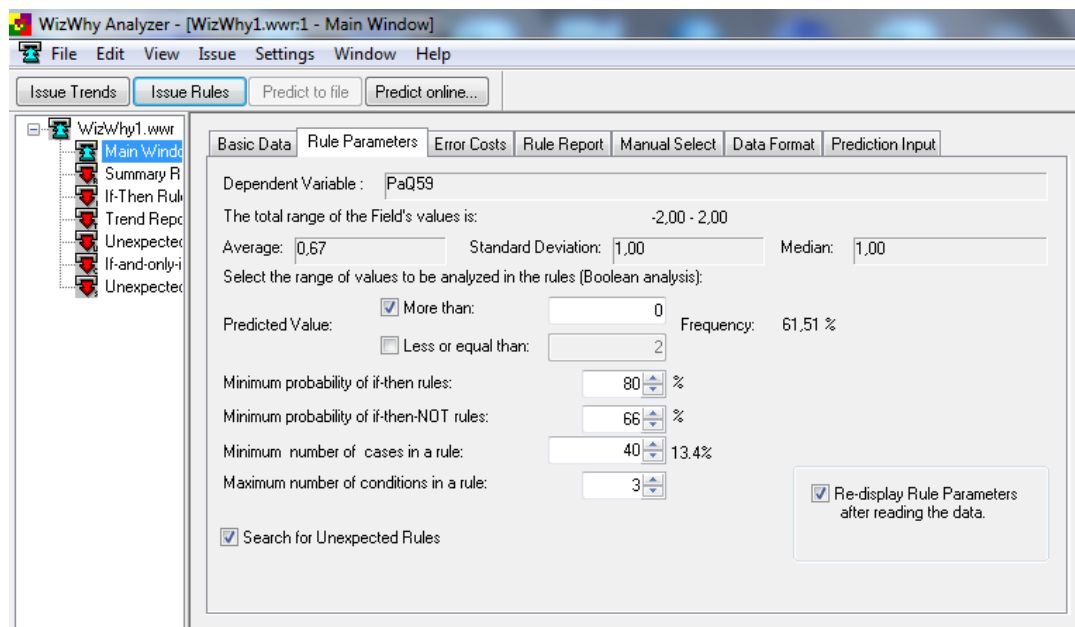 WizWhy Analyzer - [WizWhy1.wwr:1 - Main Window]
File Edit View Issue Settings Window Help
Issue Trends Issue Rules Predict to file Predict online...
WizWhy1.wwr
Main Windo
Summary R
If-Then Rule
Trend Repo
Unexpected
If-and-only-i
Unexpected
Basic Data Rule Parameters Error Costs Rule Report Manual Select Data Format Prediction Input
Dependent Variable : PaQ59
The total range of the Field's values is: -2,00 - 2,00
Average: 0,67 Standard Deviation: 1,00 Median: 1,00
Select the range of values to be analyzed in the rules (Boolean analysis):
Predicted Value:
More than: 0
Frequency: 61,51 %
Less or equal than: 2
Minimum probability of if-then rules: 80 %
Minimum probability of if-then-NOT rules: 66 %
Minimum number of cases in a rule: 40 13.4%
Maximum number of conditions in a rule: 3
Re-display Rule Parameters
after reading the data.
Search for Unexpected Rules